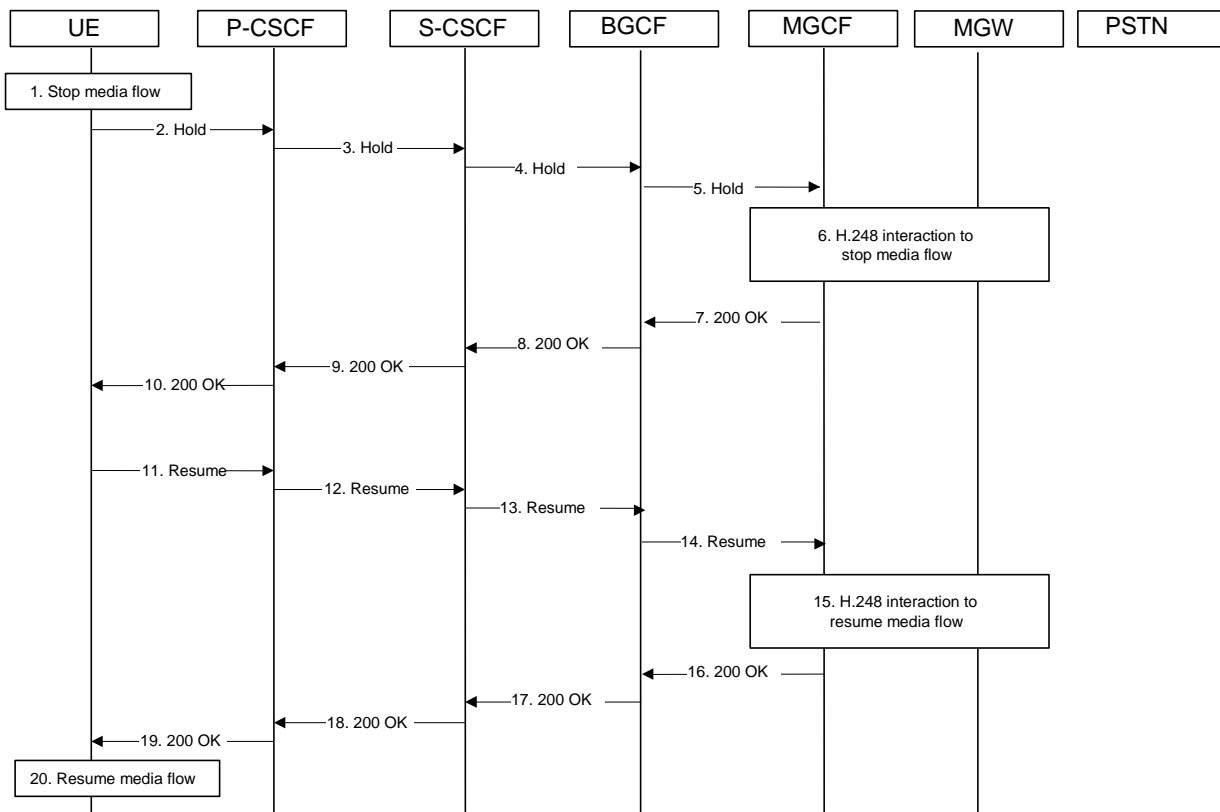 UE
P-CSCF
S-CSCF
BGCF
MGCF
MGW
PSTN
1. Stop media flow
2. Hold
3. Hold
4. Hold
5. Hold
6. H.248 interaction to
stop media flow
7. 200 OK
8. 200 OK
9. 200 OK
10. 200 OK
11. Resume
12. Resume
13. Resume
14. Resume
15. H.248 interaction to
resume media flow
16. 200 OK
17. 200 OK
18. 200 OK
19. 200 OK
20. Resume media flow